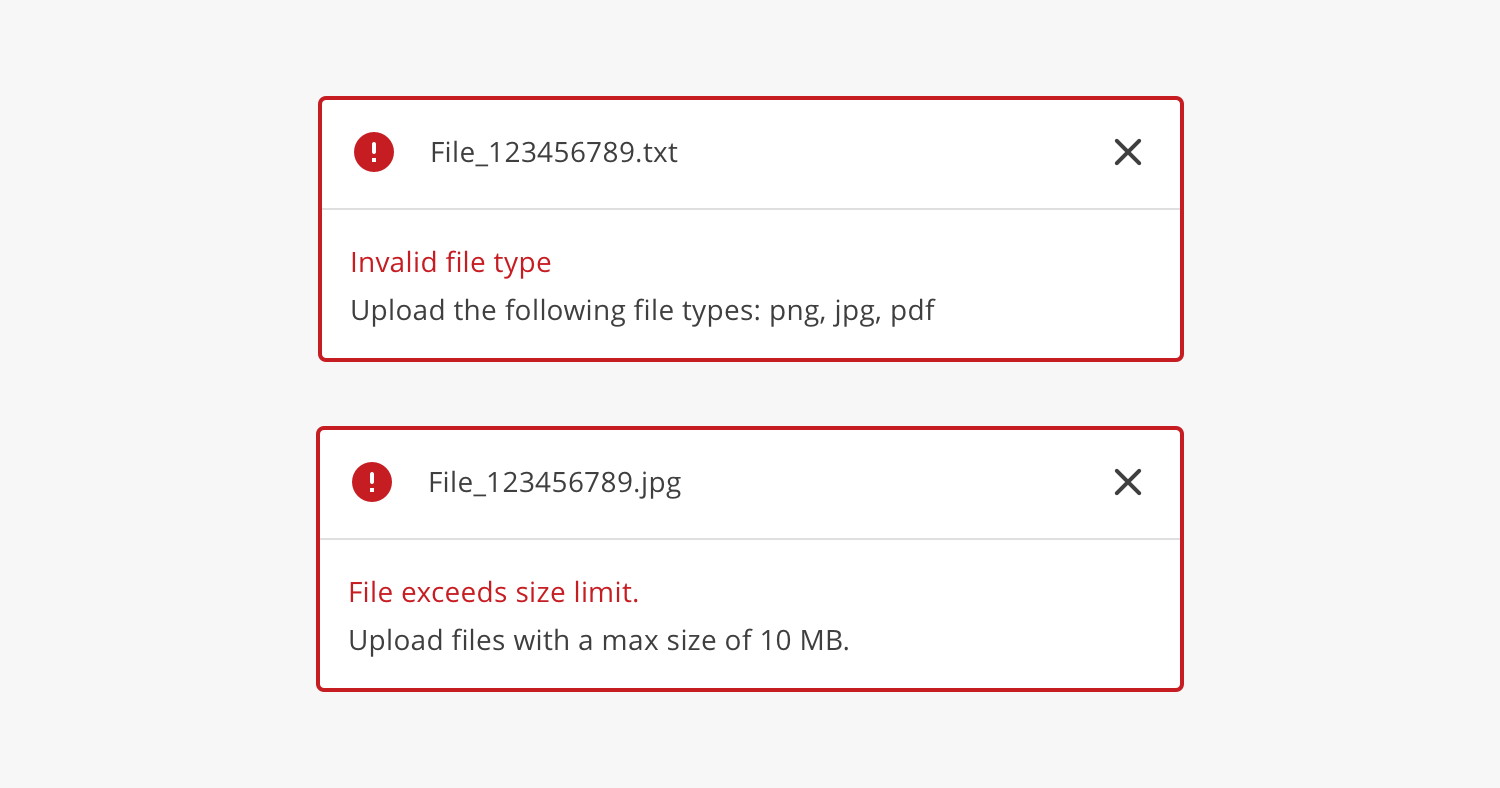 File_123456789.txt
Invalid file type
Upload the following file types: png, jpg, pdf
File_123456789.jpg
File exceeds size limit.
Upload files with a max size of 10 MB.